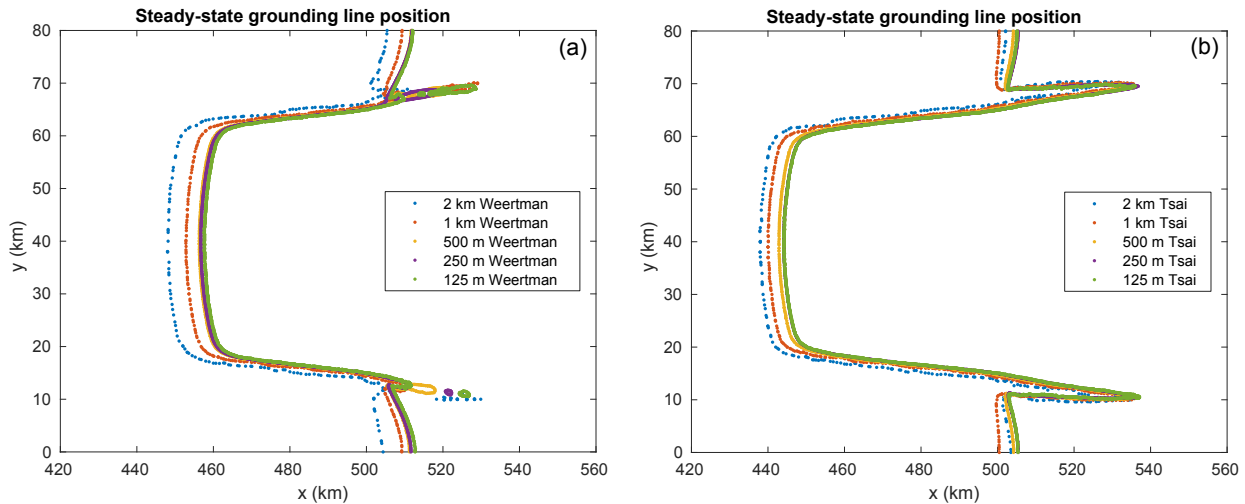 Steady-state grounding line position
(a)
80
70
60
50
40
30
20
10
0
y (km)
2 km Weertman
1 km Weertman
500 m Weertman
250 m Weertman
125 m Weertman
420 440 460 480 500 520 540 560
x (km)
Steady-state grounding line position
(b)
80
70
60
50
40
30
20
10
0
y (km)
2 km Tsai
1 km Tsai
500 m Tsai
250 m Tsai
125 m Tsai
420 440 460 480 500 520 540 560
x (km)